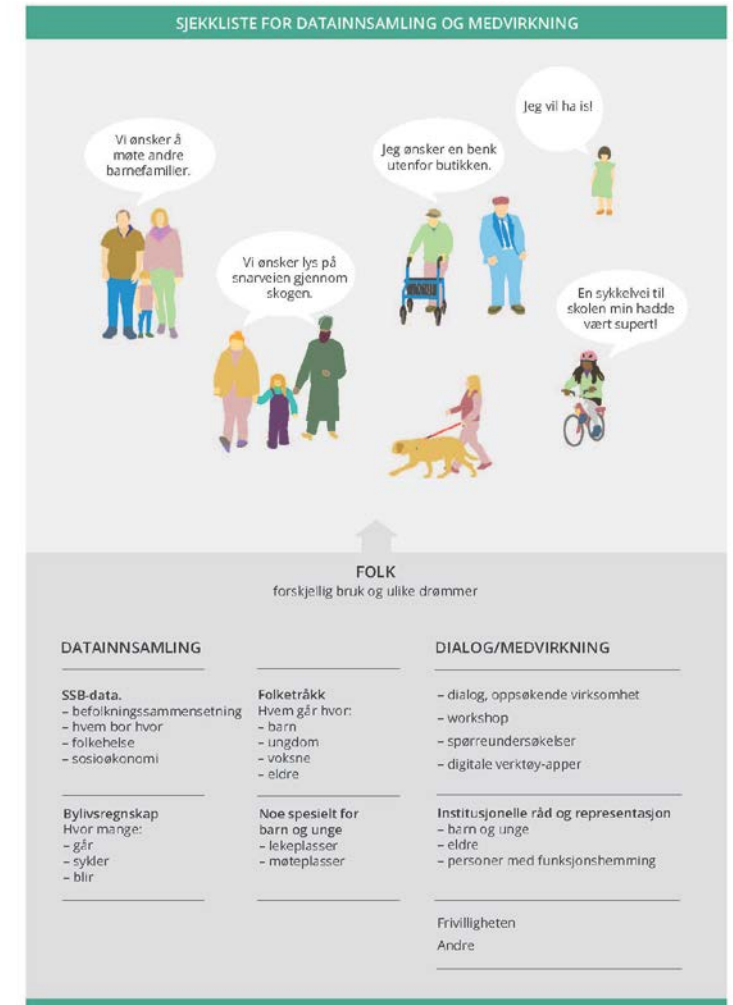 SJEKKLISTE FOR DATAINNSAMLING OG MEDVIRKNING
Jeg vil ha is!
Vi ønsker å
møte andre
barnefamilier.
Jeg ønsker en benk
utenfor butikken.
Vi ønsker lys på
snarveien gjennom
skogen.
En sykkelvei til
skolen min hadde
vært supert!
FOLK
forskjellig bruk og ulike drømmer
DATAINNSAMLING
SSB-data.
– befolkningssammensetning
– hvem bor hvor
– folkehelse
– sosioøkonomi
Folketråkk
Hvem går hvor:
– barn
– ungdom
– voksne
– eldre
Bylivsregnskap
Hvor mange:
– går
– sykler
– blir
Noe spesielt for
barn og unge
– lekeplasser
– møteplasser
DIALOG/MEDVIRKNING
– dialog, oppsøkende virksomhet
– workshop
– spørreundersøkelser
– digitale verktøy-apper
Institusjonelle råd og representasjon
– barn og unge
– eldre
– personer med funksjonshemming
Frivilligheten
Andre